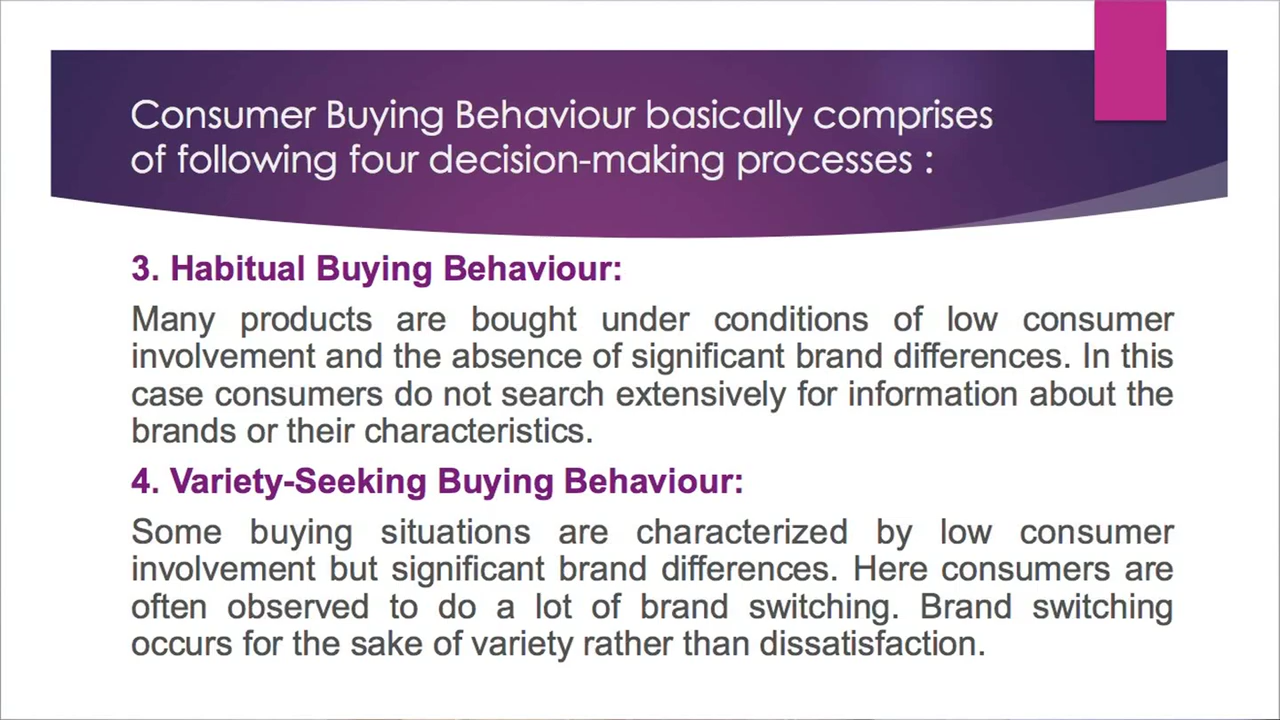 Consumer Buying Behaviour basically comprises
of following four decision-making processes :
3. Habitual Buying Behaviour:
Many products are bought under conditions of low consumer
involvement and the absence of significant brand differences. In this
case consumers do not search extensively for information about the
brands or their characteristics.
4. Variety-Seeking Buying Behaviour:
Some buying situations are characterized by low consumer
involvement but significant brand differences. Here consumers are
often observed to do a lot of brand switching. Brand switching
occurs for the sake of variety rather than dissatisfaction.